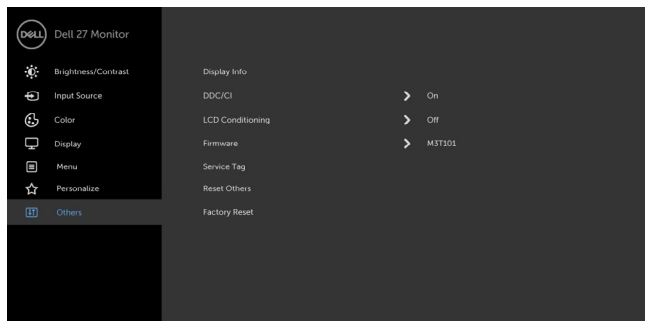 DELL Dell 27 Monitor
Brightness/Contrast Display Info
Input Source DDC/CI On
Color LCD Conditioning Off
Display Firmware M3T101
Menu Service Tag
Personalize Reset Others
Others Factory Reset